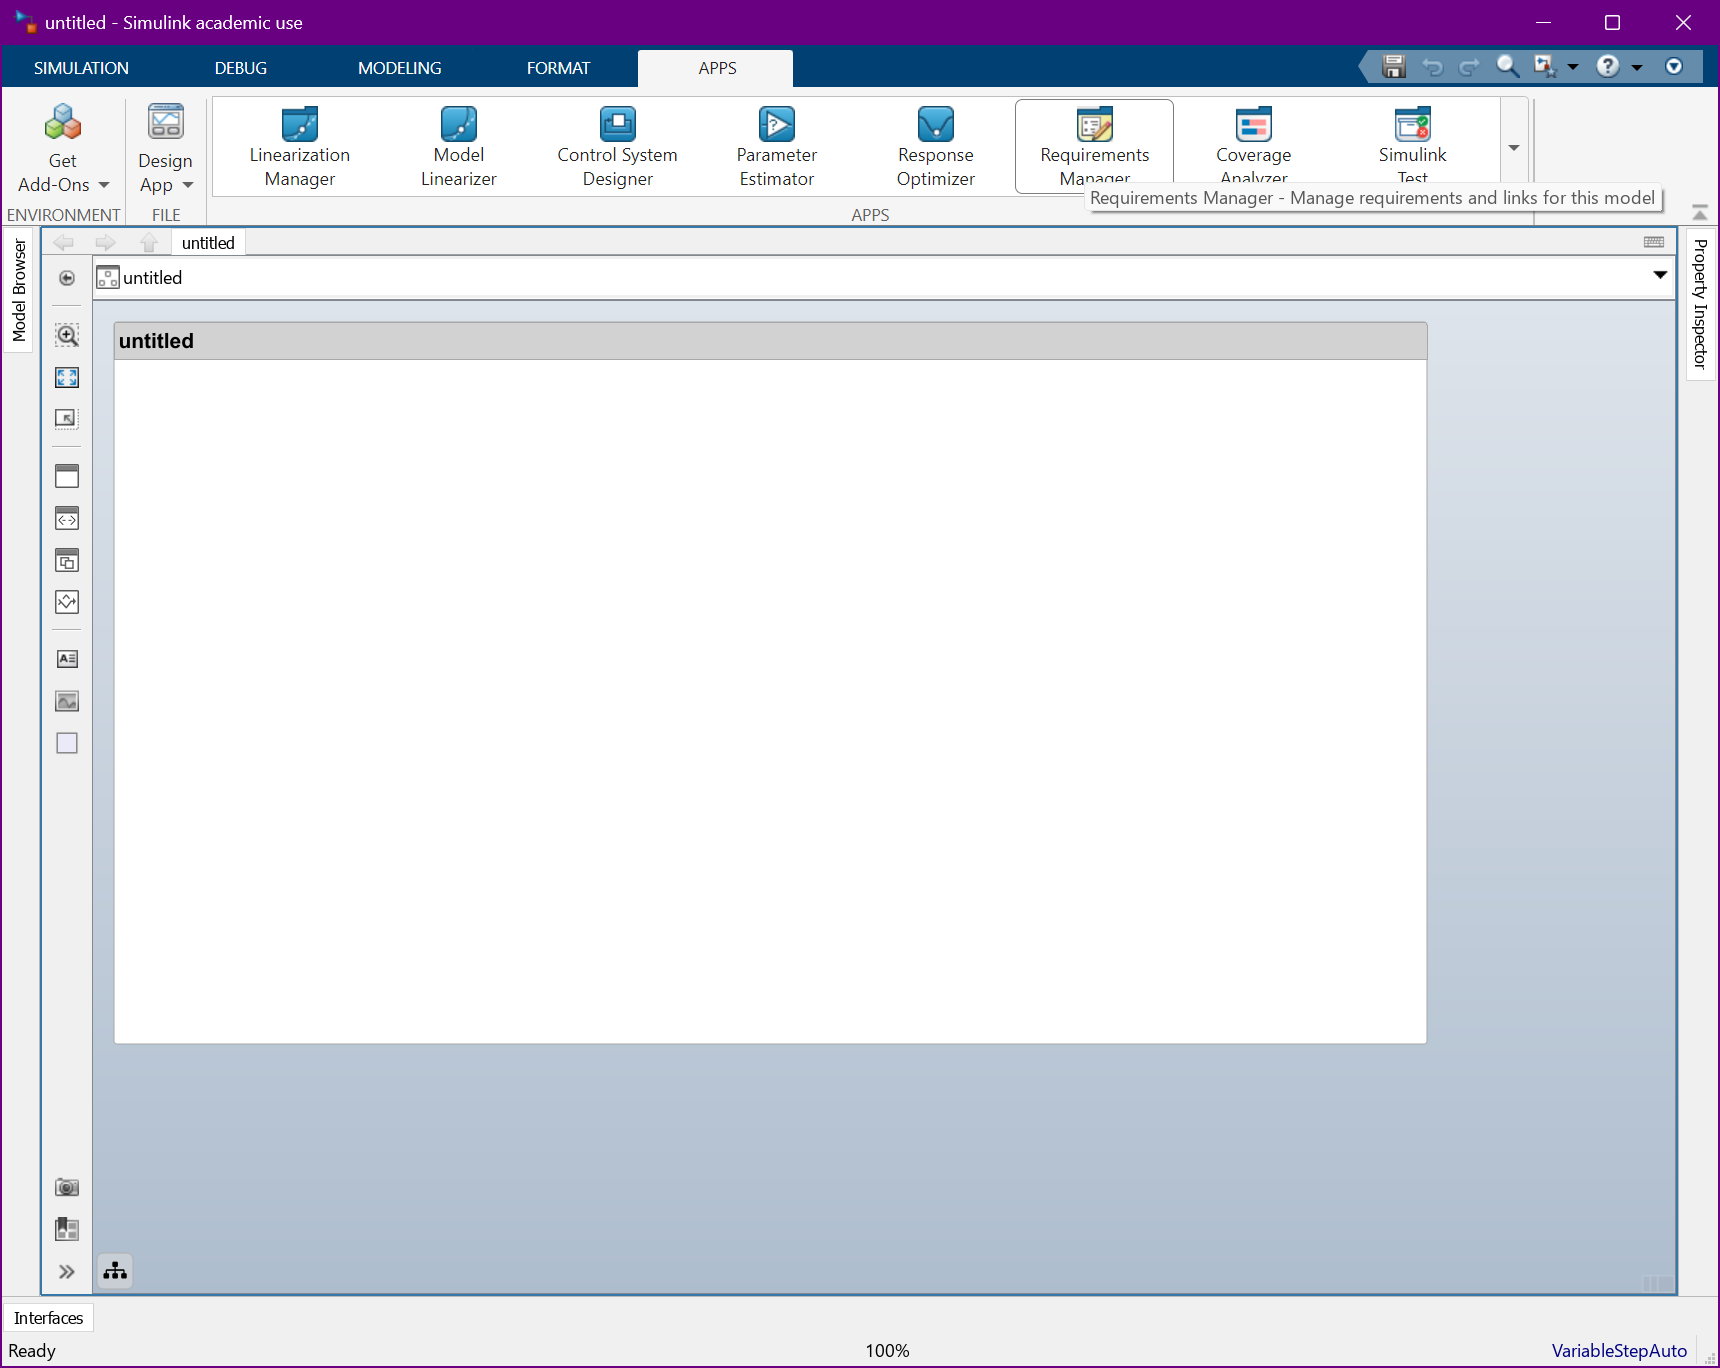 untitled - Simulink academic use
SIMULATION
DEBUG
MODELING
FORMAT
APPS
Get
Add-Ons
Design
App
Linearization
Manager
Model
Linearizer
Control System
Designer
Parameter
Estimator
Response
Optimizer
Requirements
Manager
Coverage
Analyzer
Simulink
Test
Requirements Manager - Manage requirements and links for this model
ENVIRONMENT
FILE
APPS
Model Browser
untitled
untitled
untitled
Property Inspector
Interfaces
Ready
100%
VariableStepAuto